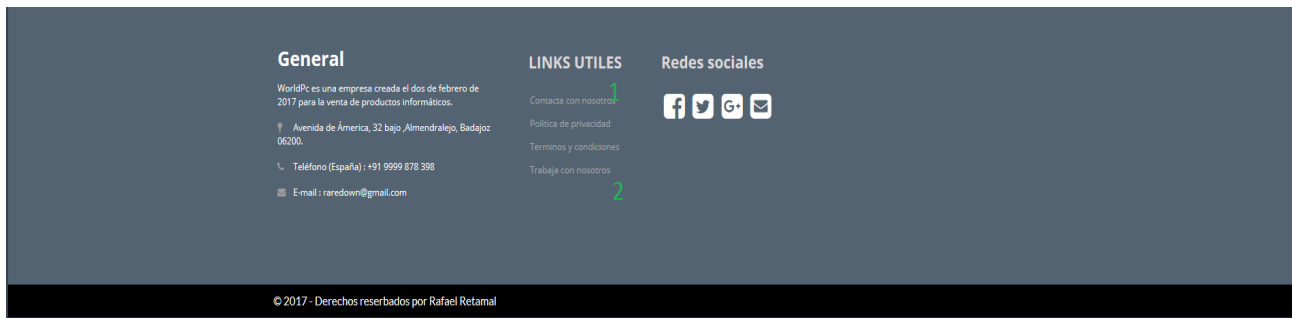 General
WorldPc es una empresa creada el dos de febrero de
2017 para la venta de productos informáticos.
Avenida de Ámerica, 32 bajo ,Almendralejo, Badajoz
06200.
Teléfono (España) : +91 9999 878 398
E-mail : raredown@gmail.com
LINKS UTILES
1
Contacta con nosotros
Política de privacidad
Terminos y condiciones
Trabaja con nosotros
2
Redes sociales
© 2017 - Derechos reserbados por Rafael Retamal